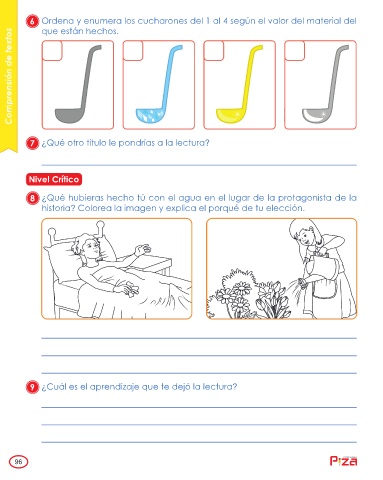 Comprensión de textos
6 Ordena y enumera los cucharones del 1 al 4 según el valor del material del
que están hechos.
7 ¿Qué otro título le pondrías a la lectura?
Nivel Crítico
8 ¿Qué hubieras hecho tú con el agua en el lugar de la protagonista de la
historia? Colorea la imagen y explica el porqué de tu elección.
9 ¿Cuál es el aprendizaje que te dejó la lectura?
96